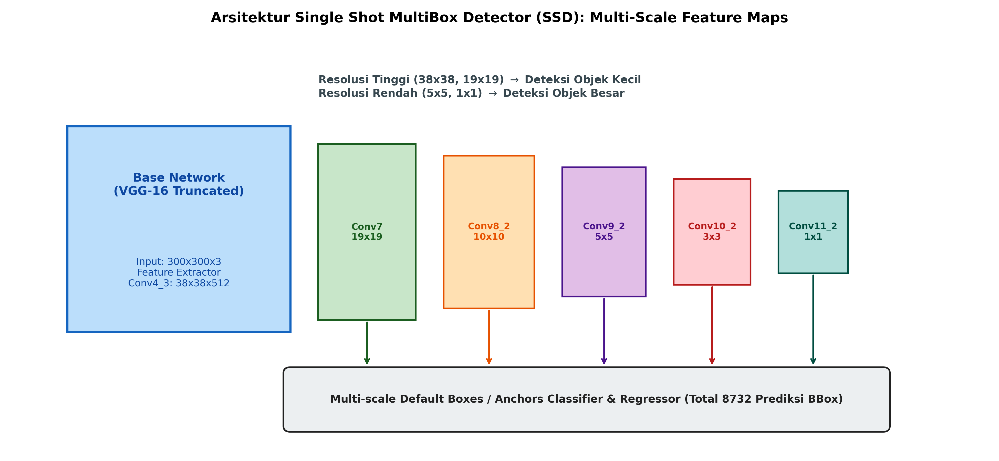 Arsitektur Single Shot MultiBox Detector (SSD): Multi-Scale Feature Maps
Resolusi Tinggi (38x38, 19x19) → Deteksi Objek Kecil
Resolusi Rendah (5x5, 1x1) → Deteksi Objek Besar
Base Network
(VGG-16 Truncated)
Input: 300x300x3
Feature Extractor
Conv4_3: 38x38x512
Conv7
19x19
Conv8_2
10x10
Conv9_2
5x5
Conv10_2
3x3
Conv11_2
1x1
Multi-scale Default Boxes / Anchors Classifier & Regressor (Total 8732 Prediksi BBox)